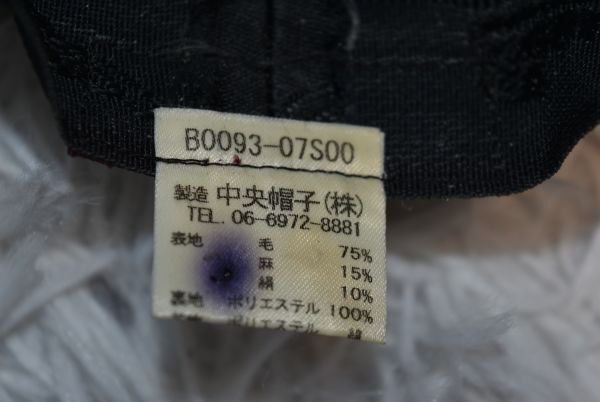 B0093-07S00
製造 中央帽子(株)
TEL. 06-6972-8881
表地 毛 75%
麻 15%
絹 10%
裏地 ポリエステル 100%